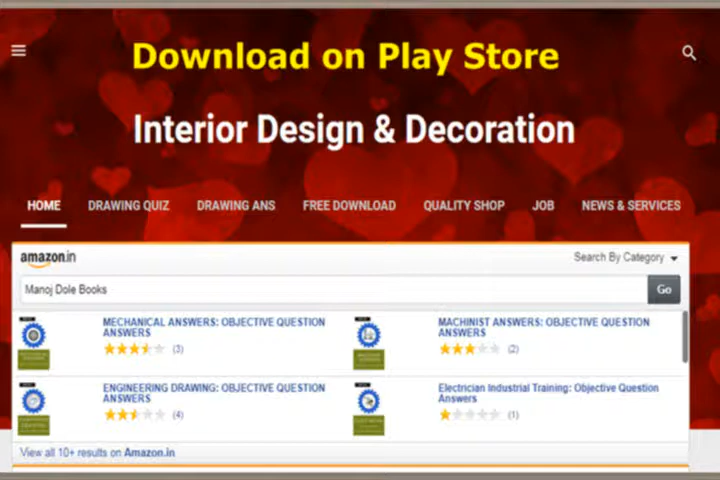 Download on Play Store
Interior Design & Decoration
HOME DRAWING QUIZ DRAWING ANS FREE DOWNLOAD QUALITY SHOP JOB NEWS & SERVICES
amazon.in Search By Category
Manoj Dole Books Go
MECHANICAL ANSWERS: OBJECTIVE QUESTION
ANSWERS
(3)
MACHINIST ANSWERS: OBJECTIVE QUESTION
ANSWERS
(2)
ENGINEERING DRAWING: OBJECTIVE QUESTION
ANSWERS
(4)
Electrician Industrial Training: Objective Question
Answers
(1)
View all 10+ results on Amazon.in